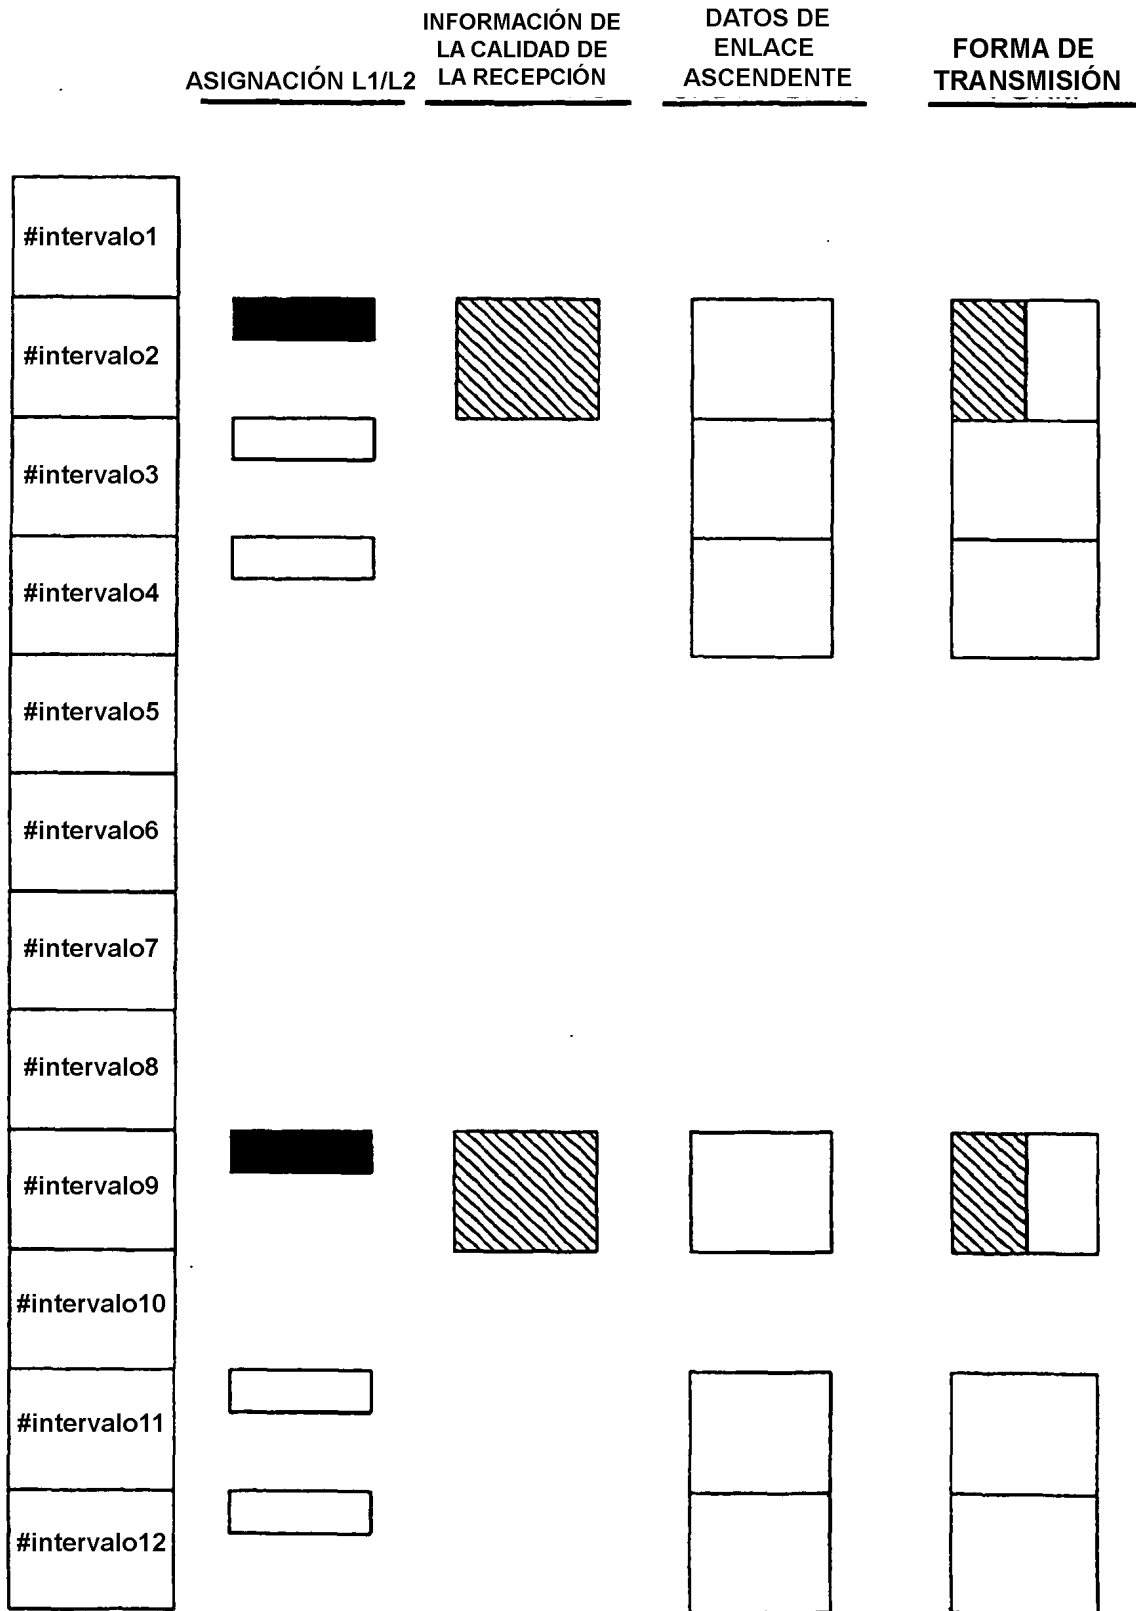 ASIGNACIÓN L1/L2
INFORMACIÓN DE
LA CALIDAD DE
LA RECEPCIÓN
DATOS DE
ENLACE
ASCENDENTE
FORMA DE
TRANSMISIÓN
#intervalo1
#intervalo2
#intervalo3
#intervalo4
#intervalo5
#intervalo6
#intervalo7
#intervalo8
#intervalo9
#intervalo10
#intervalo11
#intervalo12